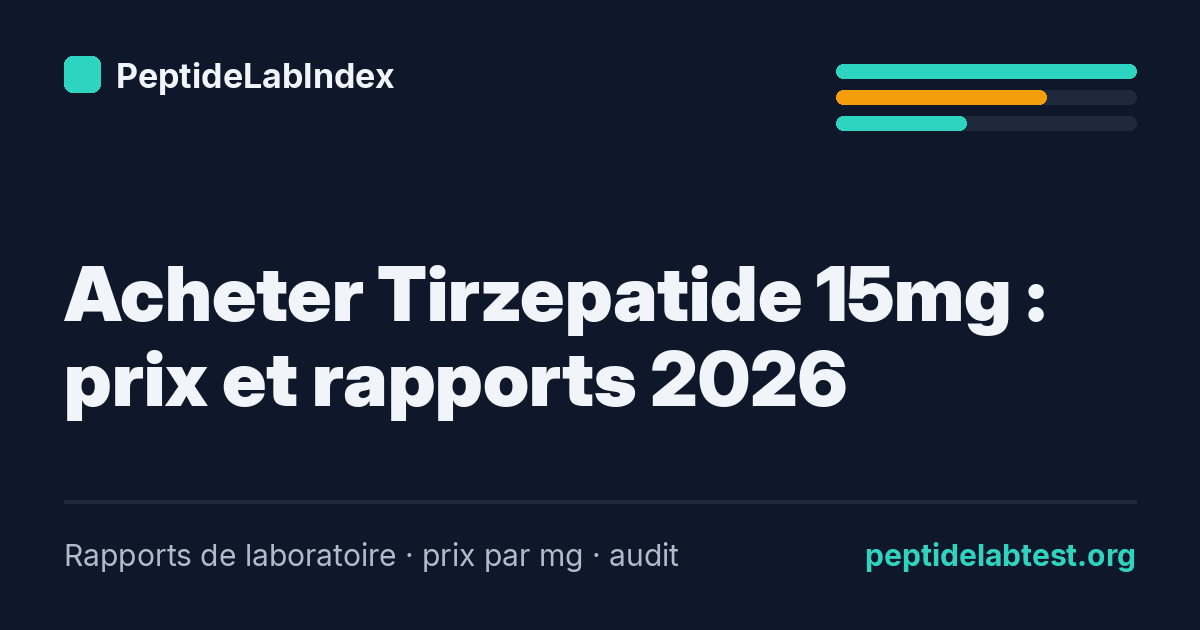 PeptideLabIndex
Acheter Tirzepatide 15mg :
prix et rapports 2026
Rapports de laboratoire · prix par mg · audit
peptidelabtest.org